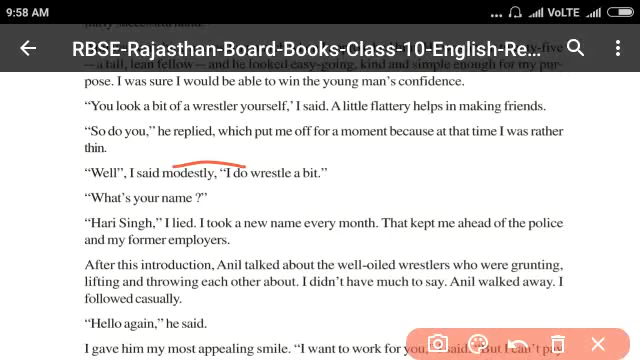 9:58 AM ... VoLTE
RBSE-Rajasthan-Board-Books-Class-10-English-Re...
— a tall, lean fellow — and he looked easy-going, kind and simple enough for my pur-
pose. I was sure I would be able to win the young man's confidence.
"You look a bit of a wrestler yourself,' I said. A little flattery helps in making friends.
"So do you," he replied, which put me off for a moment because at that time I was rather
thin.
"Well", I said modestly, "I do wrestle a bit."
"What's your name ?"
"Hari Singh," I lied. I took a new name every month. That kept me ahead of the police
and my former employers.
After this introduction, Anil talked about the well-oiled wrestlers who were grunting,
lifting and throwing each other about. I didn't have much to say. Anil walked away. I
followed casually.
"Hello again," he said.
I gave him my most appealing smile. "I want to work for you," I said. "But I can't pay